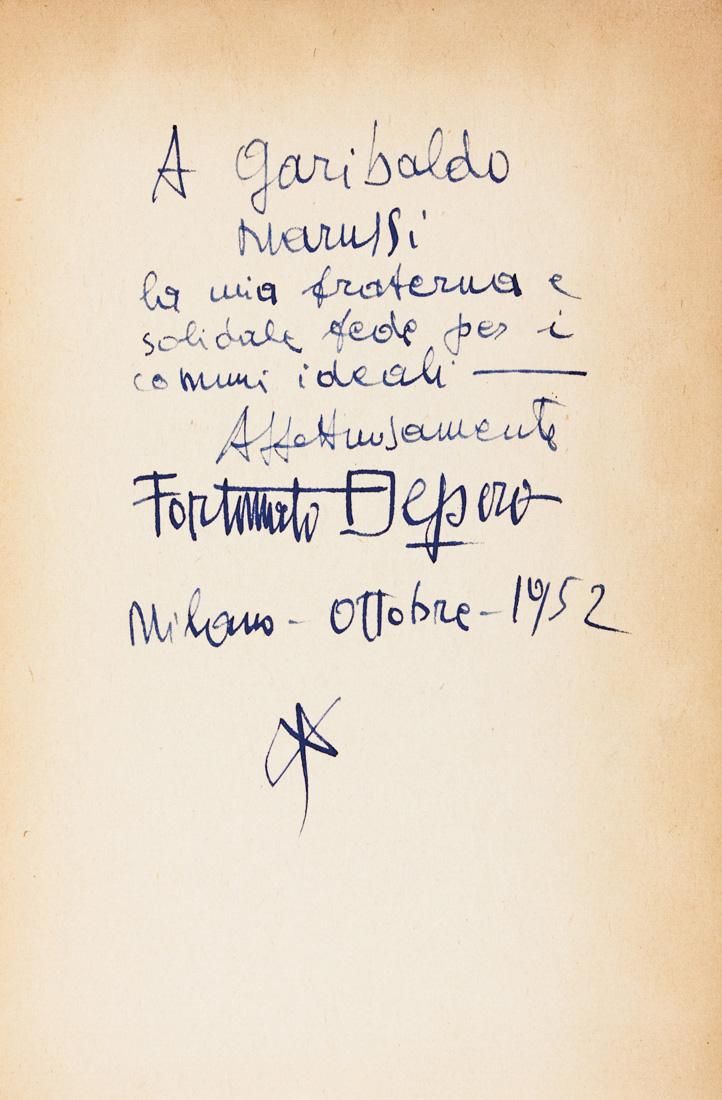 A Garibaldo
Marussi
la mia fraterna e
solidale fede per i
comuni ideali —
Affettuosamente
Fortunato Depero
Milano - Ottobre - 1952